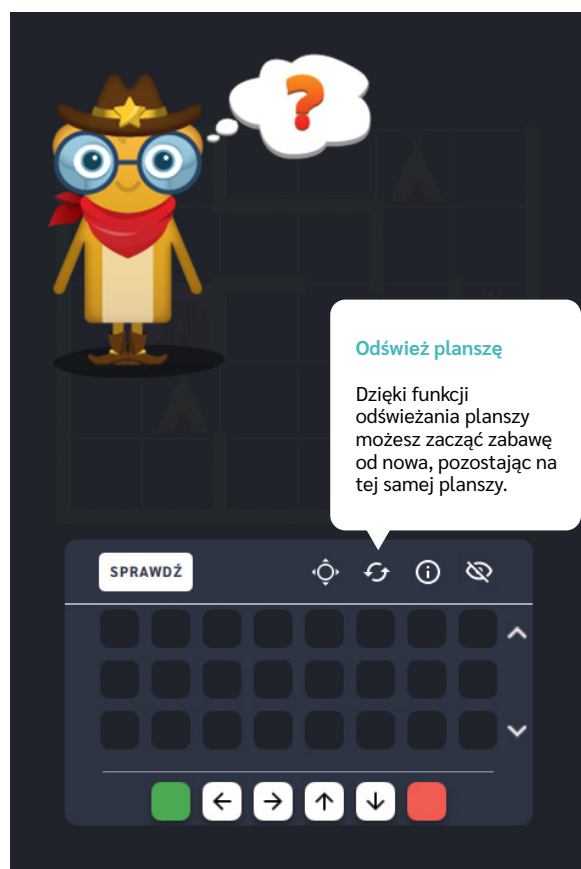 ?
Odśwież planszę
Dzięki funkcji
odświeżania planszy
możesz zacząć zabawę
od nowa, pozostając na
tej samej planszy.
SPRAWDŹ